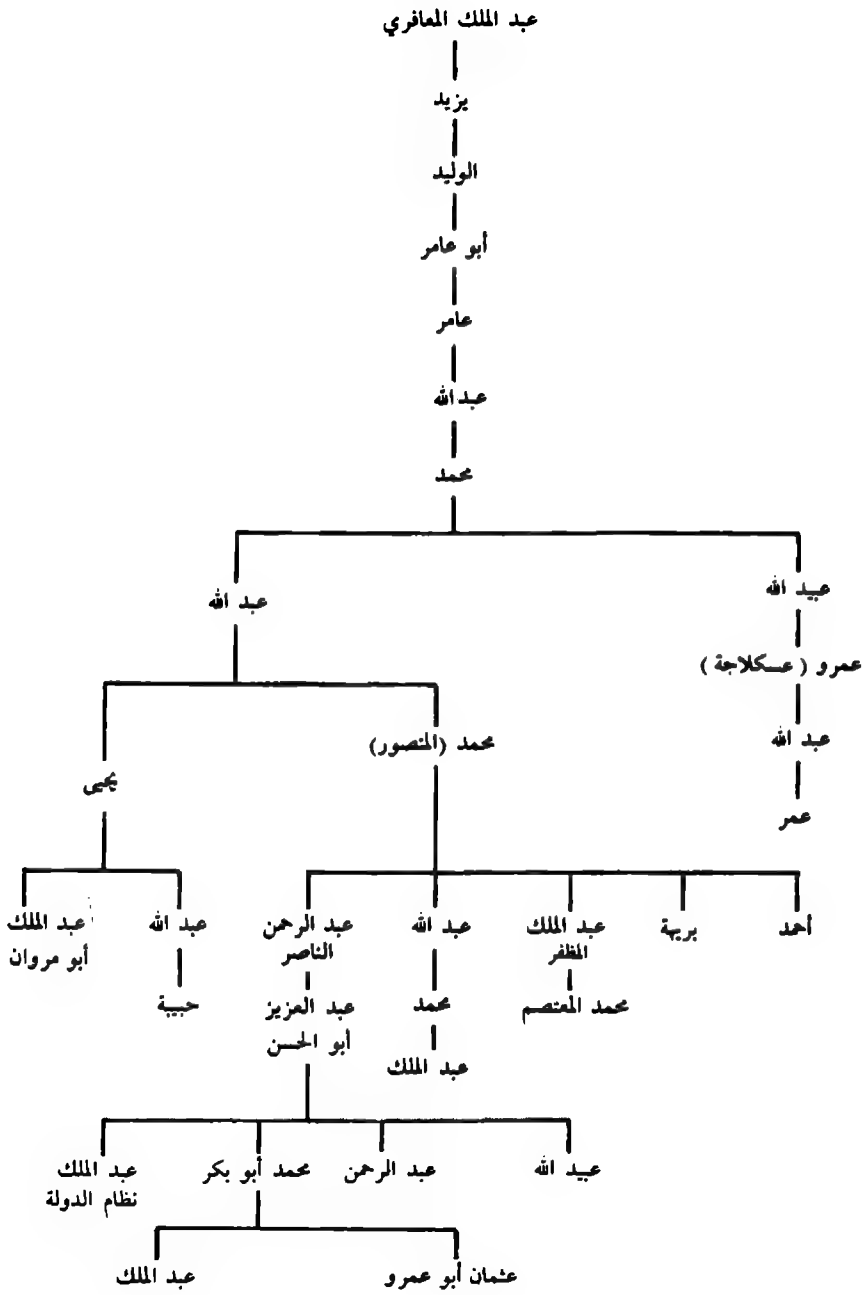 عبد الملك المعافري
يزيد
الوليد
أبو عامر
عامر
عبد الله
محمد
عبيد الله
عبد الله
عمرو (عسكلاجة)
عبد الله
محمد (المنصور)
يحيى
عمر
أحمد
بريهة
عبد الملك
المظفر
عبد الله
عبد الرحمن
الناصر
عبد الله
عبد الملك
أبو مروان
محمد المعتصم
محمد
عبد العزيز
أبو الحسن
حبيبة
عبد الملك
عبيد الله
عبد الرحمن
محمد أبو بكر
عبد الملك
نظام الدولة
عثمان أبو عمرو
عبد الملك